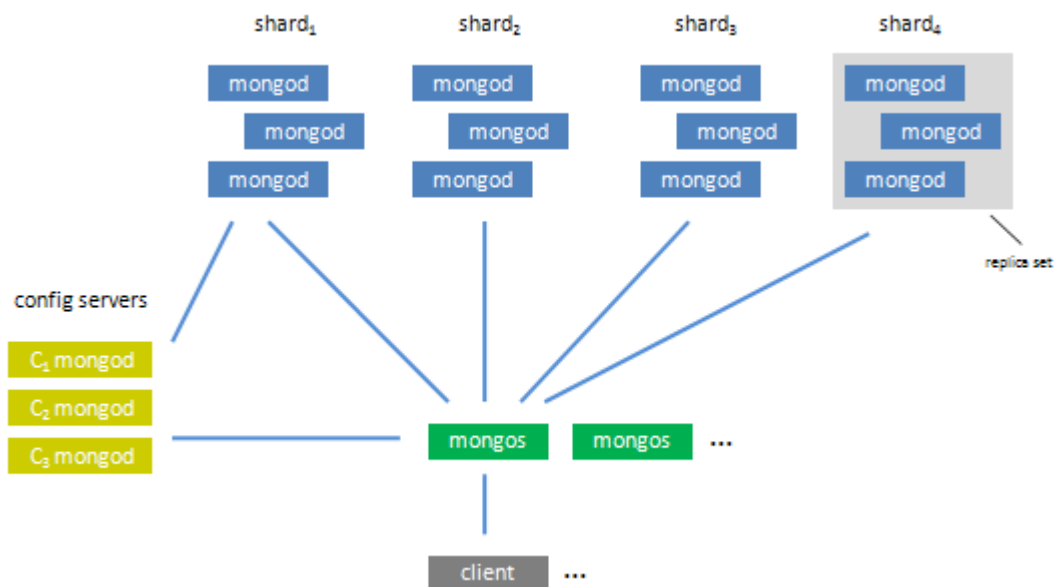 shard₁ shard₂ shard₃ shard₄
mongod mongod mongod mongod
mongod mongod mongod mongod
mongod mongod mongod mongod
replica set
config servers
C₁ mongod
C₂ mongod
C₃ mongod
mongos mongos ...
client ...